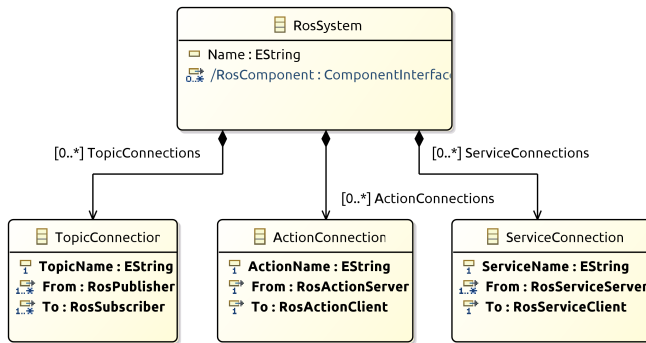 RosSystem
Name : EString
0..* /RosComponent : ComponentInterfac
[0..*] TopicConnections
[0..*] ServiceConnections
[0..*] ActionConnections
TopicConnection
1 TopicName : EString
1..* From : RosPublisher
1..* To : RosSubscriber
ActionConnection
1 ActionName : EString
1 From : RosActionServer
1 To : RosActionClient
ServiceConnection
1 ServiceName : EString
1..* From : RosServiceServer
1 To : RosServiceClient